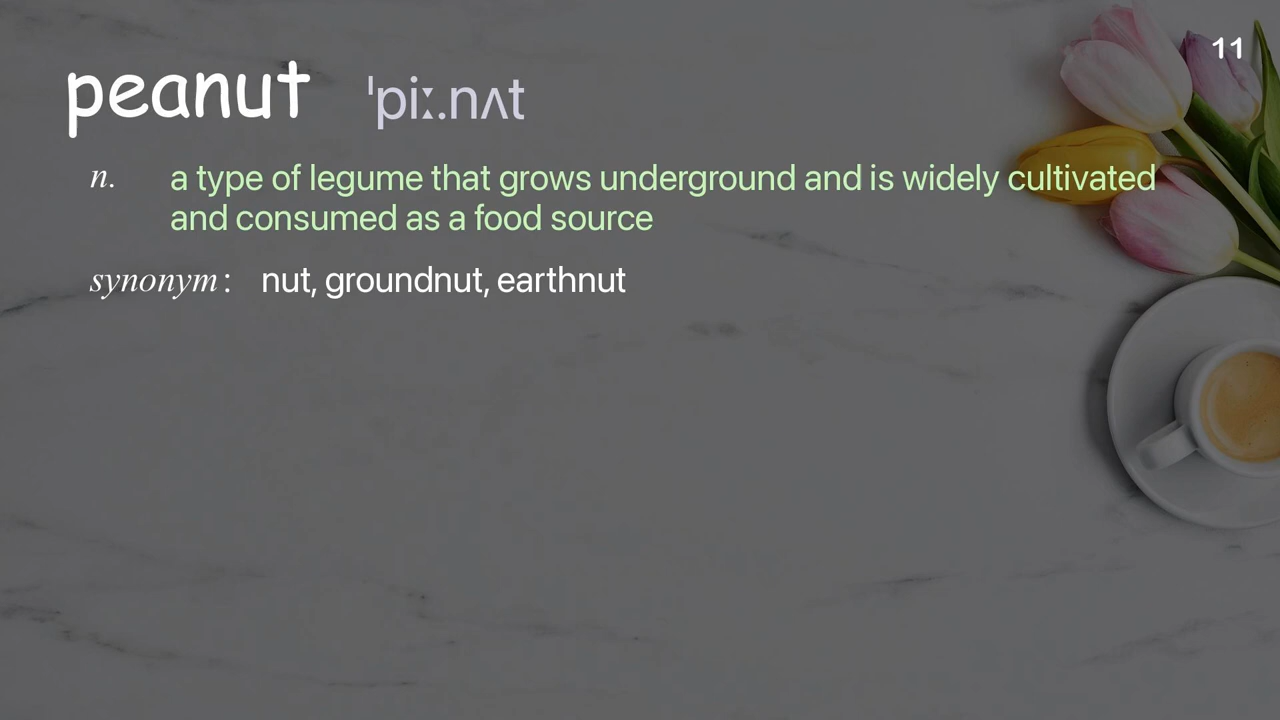 11
peanut ˈpiː.nʌt
n. a type of legume that grows underground and is widely cultivated
and consumed as a food source
synonym: nut, groundnut, earthnut